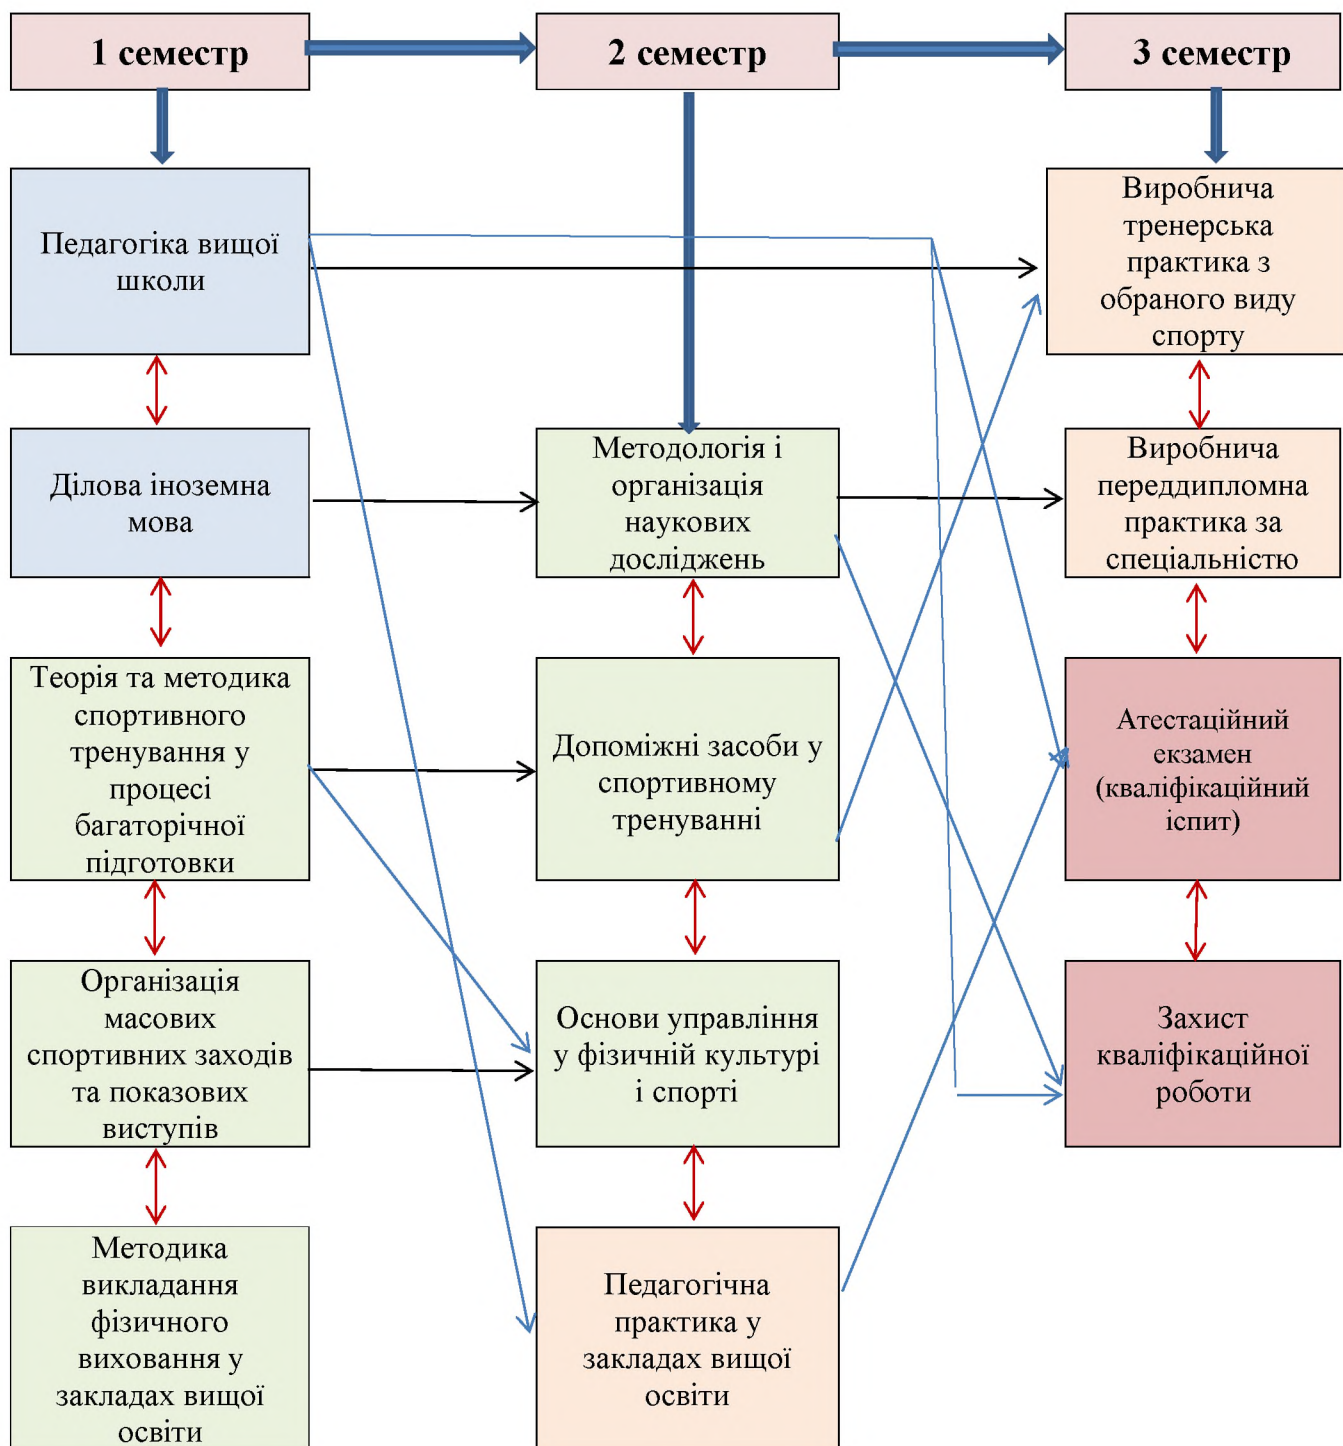 1 семестр
2 семестр
3 семестр
Педагогіка вищої
школи
Виробнича
тренерська
практика з
обраного виду
спорту
Ділова іноземна
мова
Методологія і
організація
наукових
досліджень
Виробнича
переддипломна
практика за
спеціальністю
Теорія та методика
спортивного
тренування у
процесі
багаторічної
підготовки
Допоміжні засоби у
спортивному
тренуванні
Атестаційний
екзамен
(кваліфікаційний
іспит)
Організація
масових
спортивних заходів
та показових
виступів
Основи управління
у фізичній культурі
і спорті
Захист
кваліфікаційної
роботи
Методика
викладання
фізичного
виховання у
закладах вищої
освіти
Педагогічна
практика у
закладах вищої
освіти